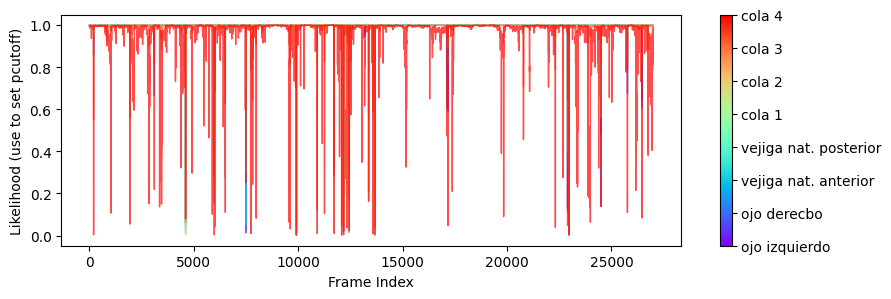 Likelihood (use to set pcutoff)
1.0
0.8
0.6
0.4
0.2
0.0
0
5000
10000
15000
20000
25000
Frame Index
cola 4
cola 3
cola 2
cola 1
vejiga nat. posterior
vejiga nat. anterior
ojo derecbo
ojo izquierdo